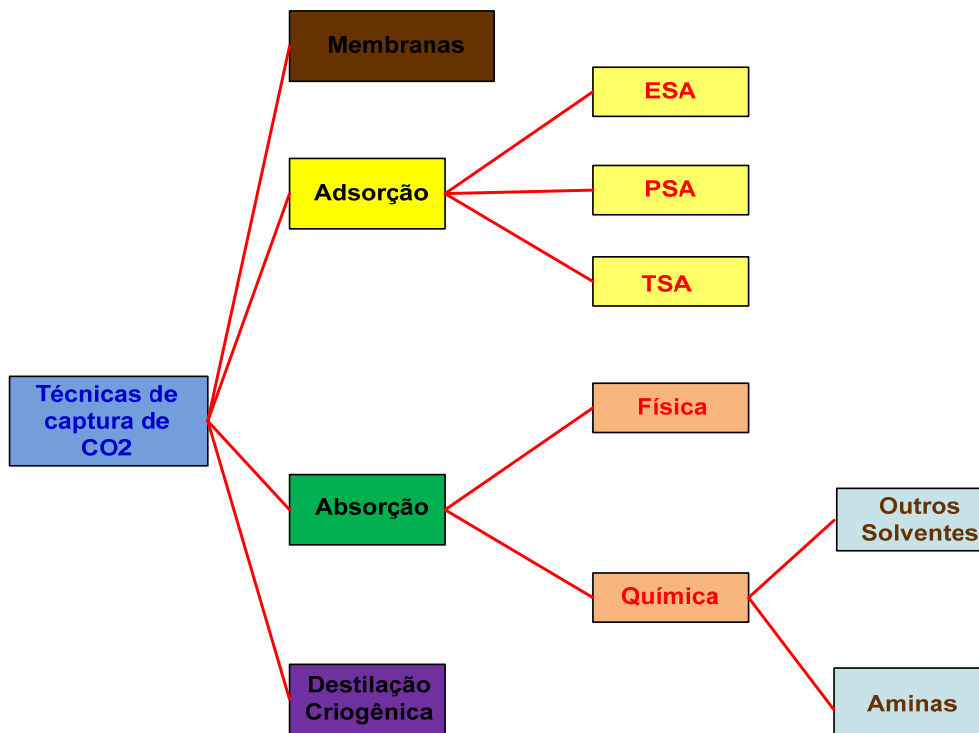 Membranas
ESA
Adsorção
PSA
TSA
Técnicas de
captura de
CO2
Física
Absorção
Outros
Solventes
Química
Destilação
Criogênica
Aminas